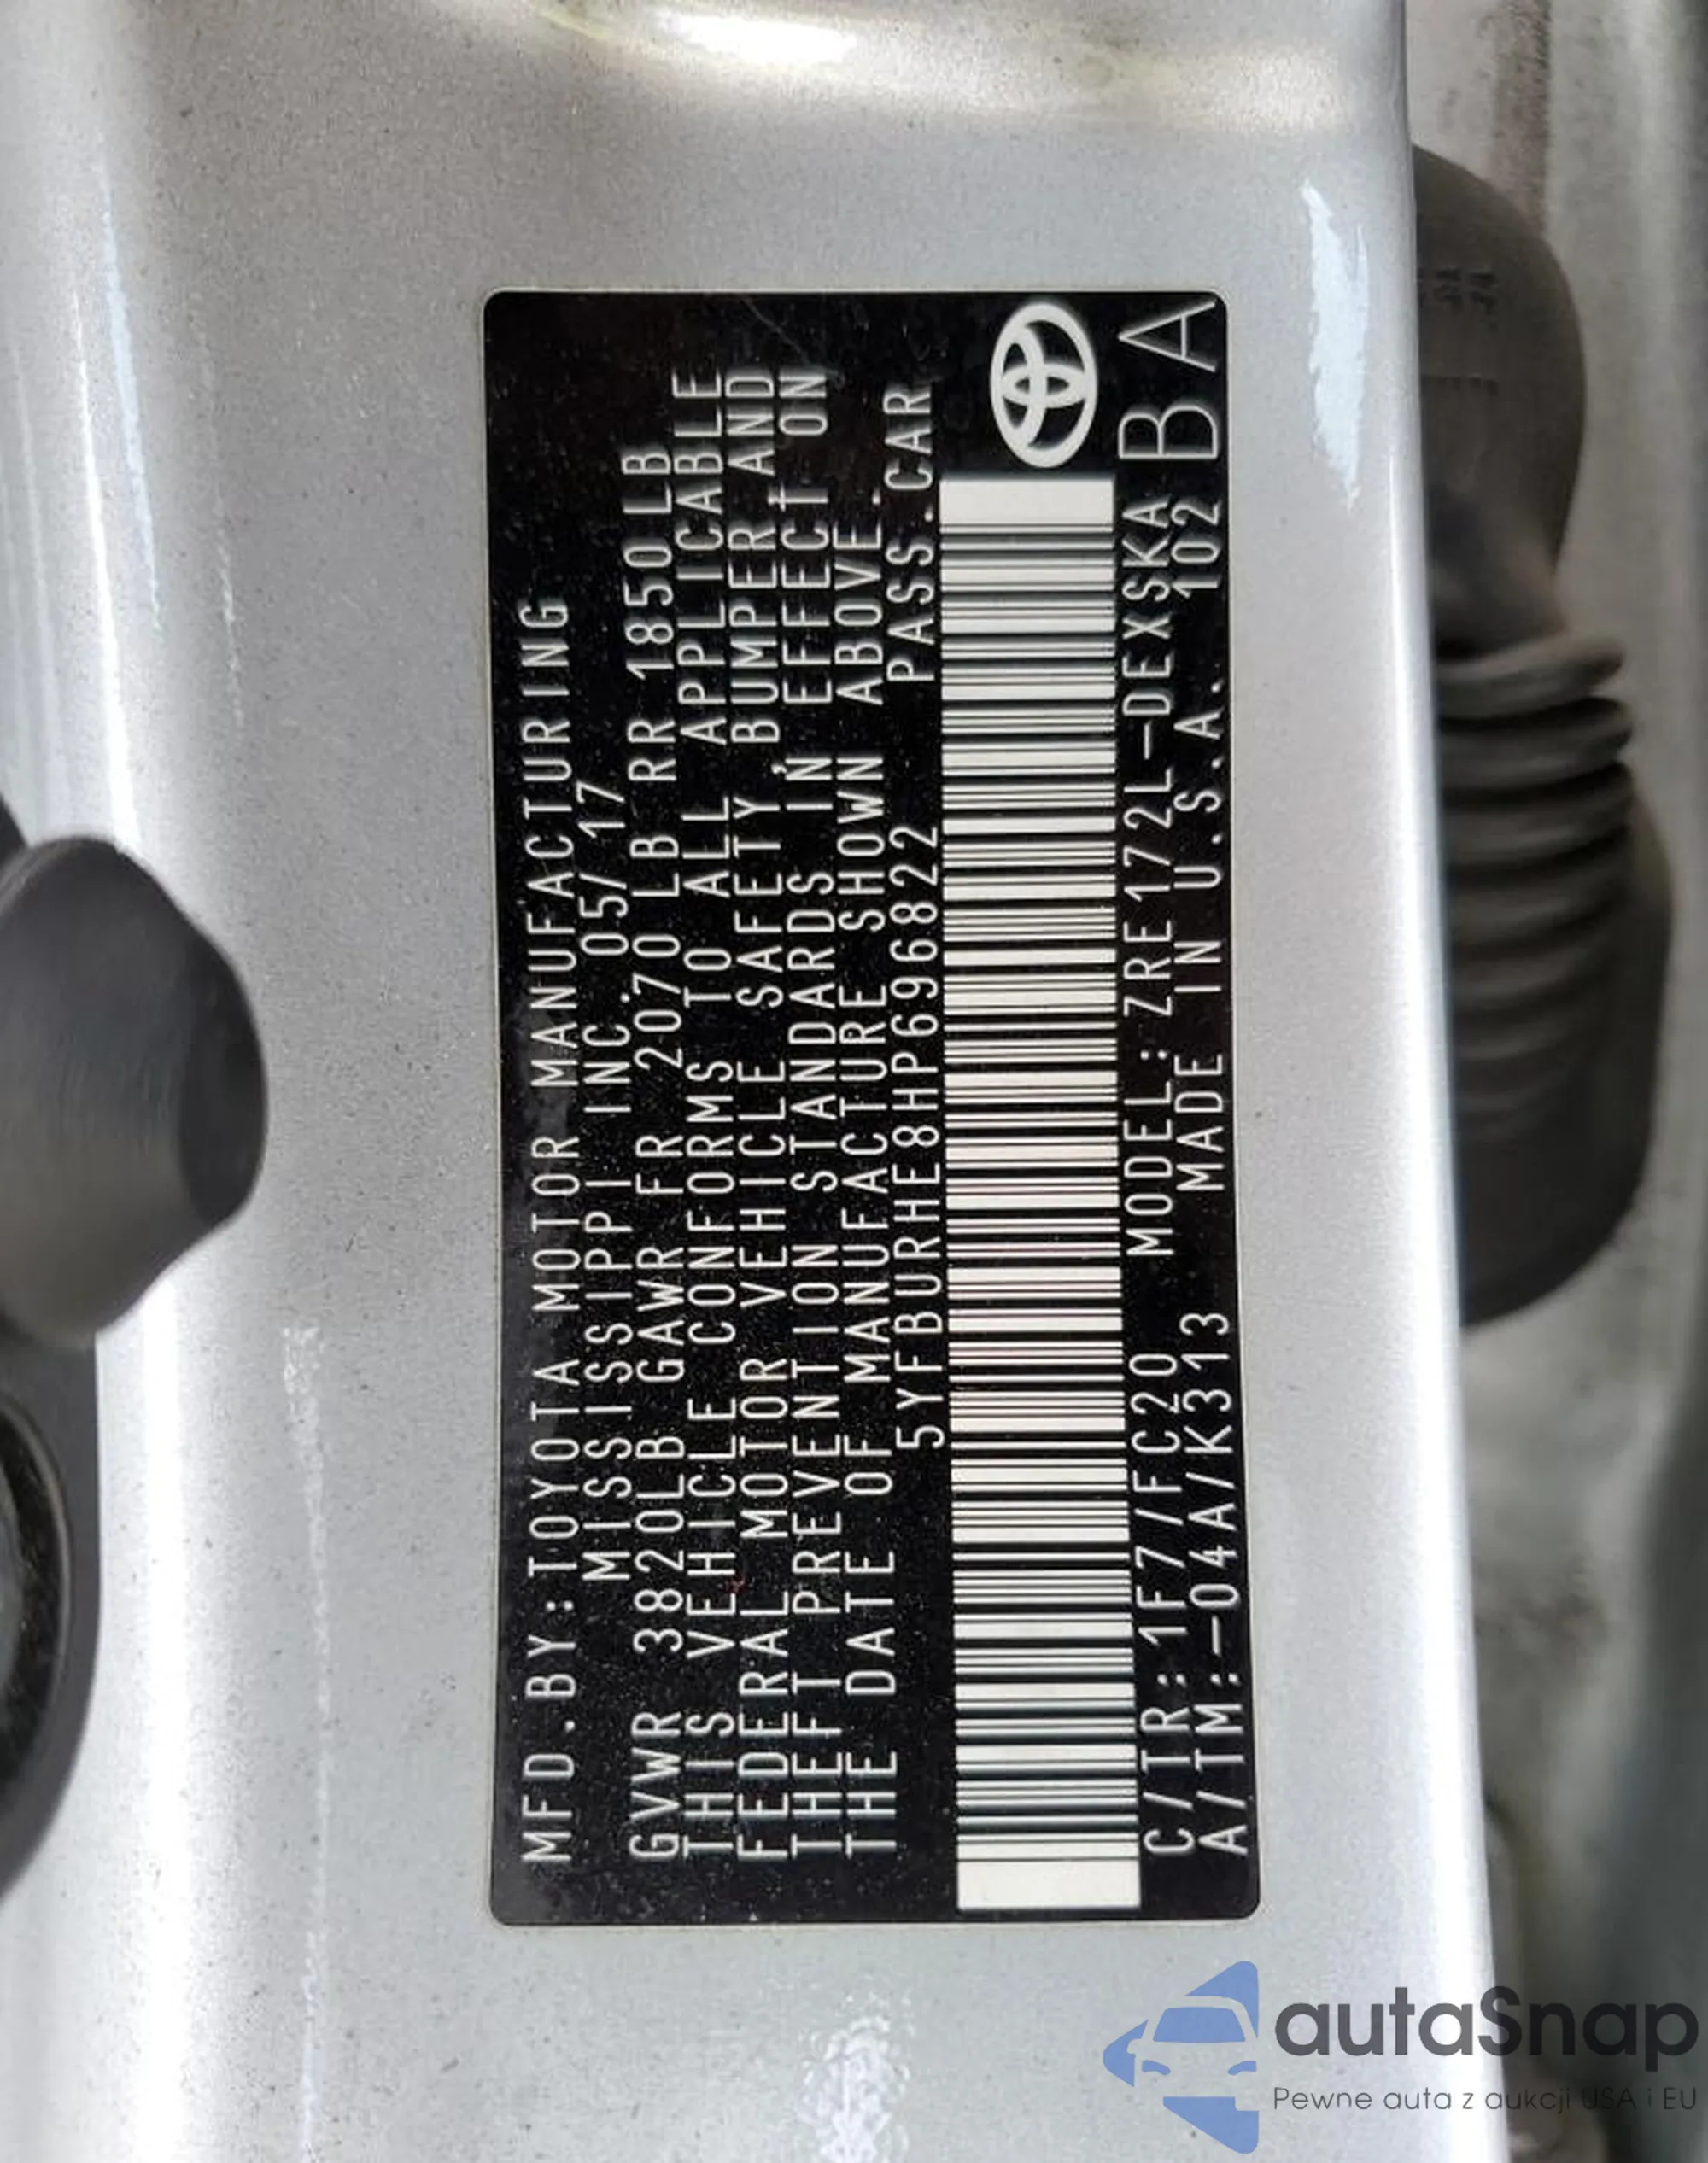 MFD.BY:TOYOTA MOTOR MANUFACTURING
MISSISSIPPI INC. 05/17
GVWR 3820LB GAWR FR 2070 LB RR 1850LB
THIS VEHICLE CONFORMS TO ALL APPLICABLE
FEDERAL MOTOR VEHICLE SAFETY, BUMPER AND
THEFT PREVENTION STANDARDS IN EFFECT ON
THE DATE OF MANUFACTURE SHOWN ABOVE.
5YFBURHE8HP696822 PASS.CAR
C/TR:1F7/FC20 MODEL: ZRE172L-DEXSKA
A/TM:-04A/K313 MADE IN U.S.A. 102
BA
autaSnap
Pewne auta z aukcji USA i EU